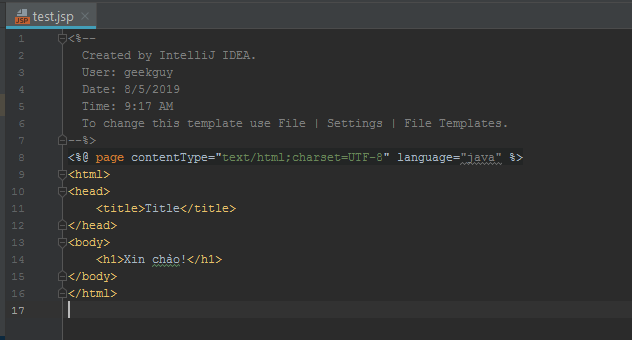 JSP test.jsp ×
1 <%--
2   Created by IntelliJ IDEA.
3   User: geekguy
4   Date: 8/5/2019
5   Time: 9:17 AM
6   To change this template use File | Settings | File Templates.
7 --%>
8 <%@ page contentType="text/html;charset=UTF-8" language="java" %>
9 <html>
10 <head>
11     <title>Title</title>
12 </head>
13 <body>
14     <h1>Xin chào!</h1>
15 </body>
16 </html>
17